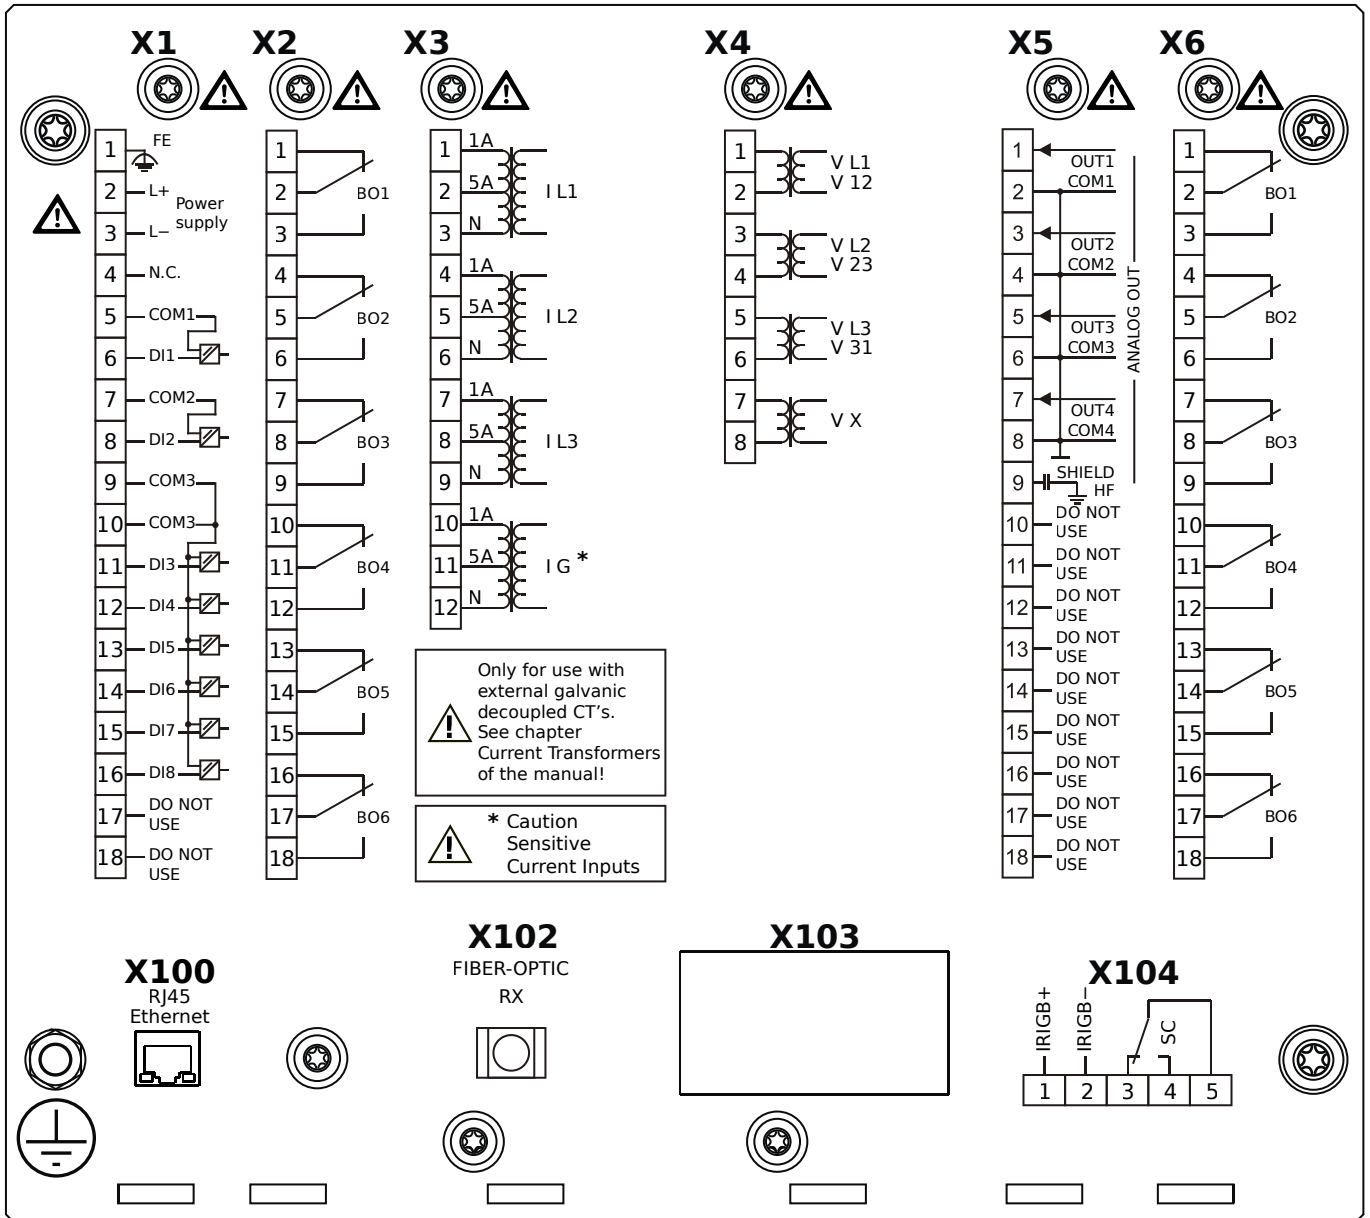 X1
1 FE
2 L+ Power
supply
3 L−
4 N.C.
5 COM1
6 DI1
7 COM2
8 DI2
9 COM3
10 COM3
11 DI3
12 DI4
13 DI5
14 DI6
15 DI7
16 DI8
17 DO NOT
USE
18 DO NOT
USE
X2
1
2 BO1
3
4
5 BO2
6
7
8 BO3
9
10
11 BO4
12
13
14 BO5
15
16
17 BO6
18
X3
1 1A
2 5A I L1
3 N
4 1A
5 5A I L2
6 N
7 1A
8 5A I L3
9 N
10 1A
11 5A I G *
12 N
Only for use with
external galvanic
decoupled CT's.
See chapter
Current Transformers
of the manual!
* Caution
Sensitive
Current Inputs
X4
1 V L1
2 V 12
3 V L2
4 V 23
5 V L3
6 V 31
7 V X
8
X5
1 OUT1
2 COM1
3 OUT2
4 COM2
5 OUT3
6 COM3
7 OUT4
8 COM4
ANALOG OUT
9 SHIELD
HF
10 DO NOT
USE
11 DO NOT
USE
12 DO NOT
USE
13 DO NOT
USE
14 DO NOT
USE
15 DO NOT
USE
16 DO NOT
USE
17 DO NOT
USE
18 DO NOT
USE
X6
1
2 BO1
3
4
5 BO2
6
7
8 BO3
9
10
11 BO4
12
13
14 BO5
15
16
17 BO6
18
X100
RJ45
Ethernet
X102
FIBER-OPTIC
RX
X103
X104
IRIGB+ IRIGB− SC
1 2 3 4 5